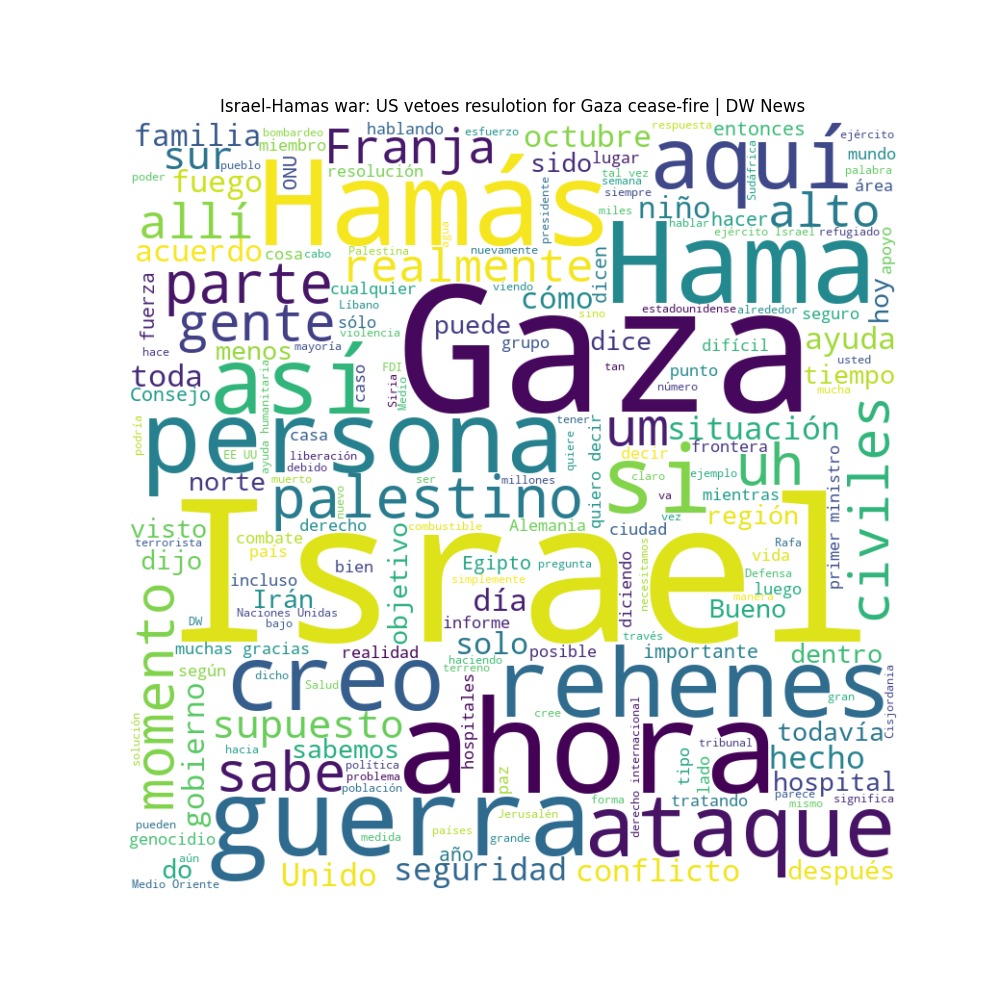 Israel-Hamas war: US vetoes resulotion for Gaza cease-fire | DW News
familia
bombardeo
hablando
esfuerzo
octubre
respuesta
entonces
ejército
miembro
Franja
sur
pueblo
ONU
resolución
sido
lugar
aquí
Sudáfrica
mundo
palabra
poder
fuego
Hamás
tal vez
semana
siempre
área
allí
presidente
niño
hablar
hacer
alto
miles
agua
acuerdo
cosa
cabo
Palestina
nuevamente
dicen
Hama
ejército Israel
refugiado
apoyo
realmente
parte
fuerza
cualquier
viendo
cómo
hoy
Líbano
gente
sólo
violencia
Gaza
sino
estadounidense
alrededor
seguro
puede
grupo
dice
difícil
ayuda
hace
menos
mayoría
toda
así
caso
FDI
Siria
Medio
tan
punto
número
usted
tiempo
mucha
Consejo
ayuda humanitaria
persona
tener
um
situación
civiles
podría
casa
EE UU
liberación
debido
quiere
quiero decir
decir
frontera
si
uh
norte
muerto
ser
millones
claro
ejemplo
va
mientras
primer ministro
palestino
nuevo
vez
región
visto
derecho
combustible
Alemania
ciudad
terrorista
combate
dijo
país
bien
objetivo
Egipto
pregunta
necesitamos
vida
Rafa
Israel
incluso
simplemente
diciendo
manera
Defensa
luego
Irán
día
Bueno
momento
Naciones Unidas
DW
bajo
informe
través
muchas gracias
realidad
solo
posible
importante
dentro
según
creo
haciendo
terreno
rehenes
gran
Cisjordania
dicho
Salud
gobierno
supuesto
cree
derecho internacional
todavía
solución
hacia
sabemos
hospitales
ahora
tribunal
hecho
sabe
política
problema
población
paz
tipo
lado
hospital
parece
forma
tratando
mismo
significa
pueden
guerra
Jerusalén
ataque
genocidio
medida
países
grande
aún
año
do
Medio Oriente
Unido
seguridad
conflicto
después